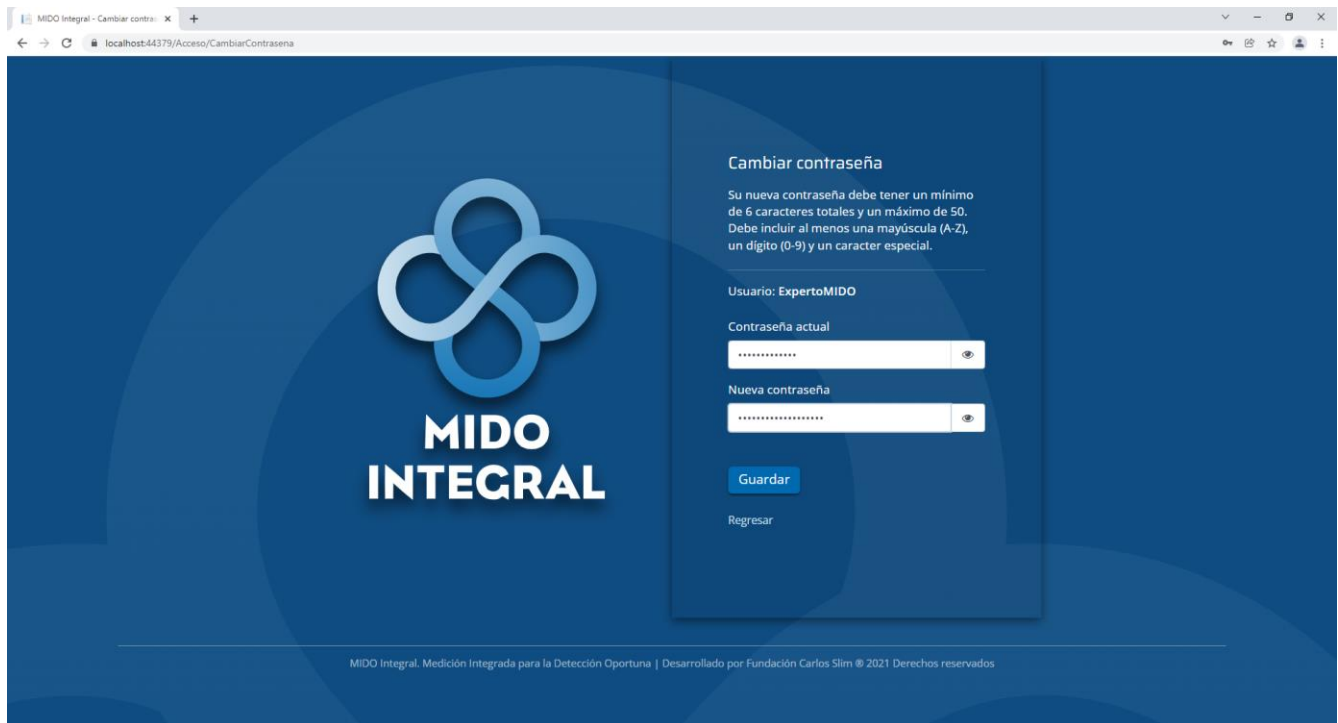 MIDO Integral - Cambiar contra
localhost:44379/Acceso/CambiarContrasena
Cambiar contraseña
Su nueva contraseña debe tener un mínimo
de 6 caracteres totales y un máximo de 50.
Debe incluir al menos una mayúscula (A-Z),
un dígito (0-9) y un caracter especial.
Usuario: ExpertoMIDO
Contraseña actual
•••••••••••••
Nueva contraseña
•••••••••••••••••••
Guardar
Regresar
MIDO
INTEGRAL
MIDO Integral. Medición Integrada para la Detección Oportuna | Desarrollado por Fundación Carlos Slim ® 2021 Derechos reservados